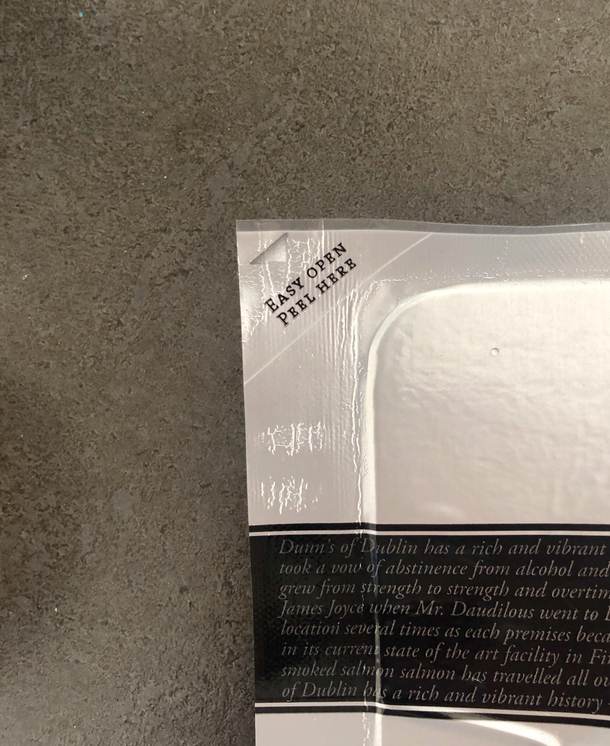 EASY OPEN
PEEL HERE
Dunn's of Dublin has a rich and vibrant
took a vow of abstinence from alcohol and
grew from strength to strength and overtim
James Joyce when Mr. Daudilous went to
location several times as each premises beca
in its current state of the art facility in Fi
smoked salmon salmon has travelled all ov
of Dublin has a rich and vibrant history